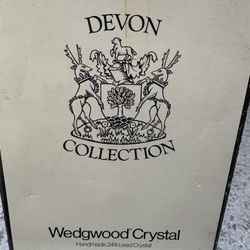 DEVON
COLLECTION
Wedgwood Crystal
Handmade 24% Lead Crystal